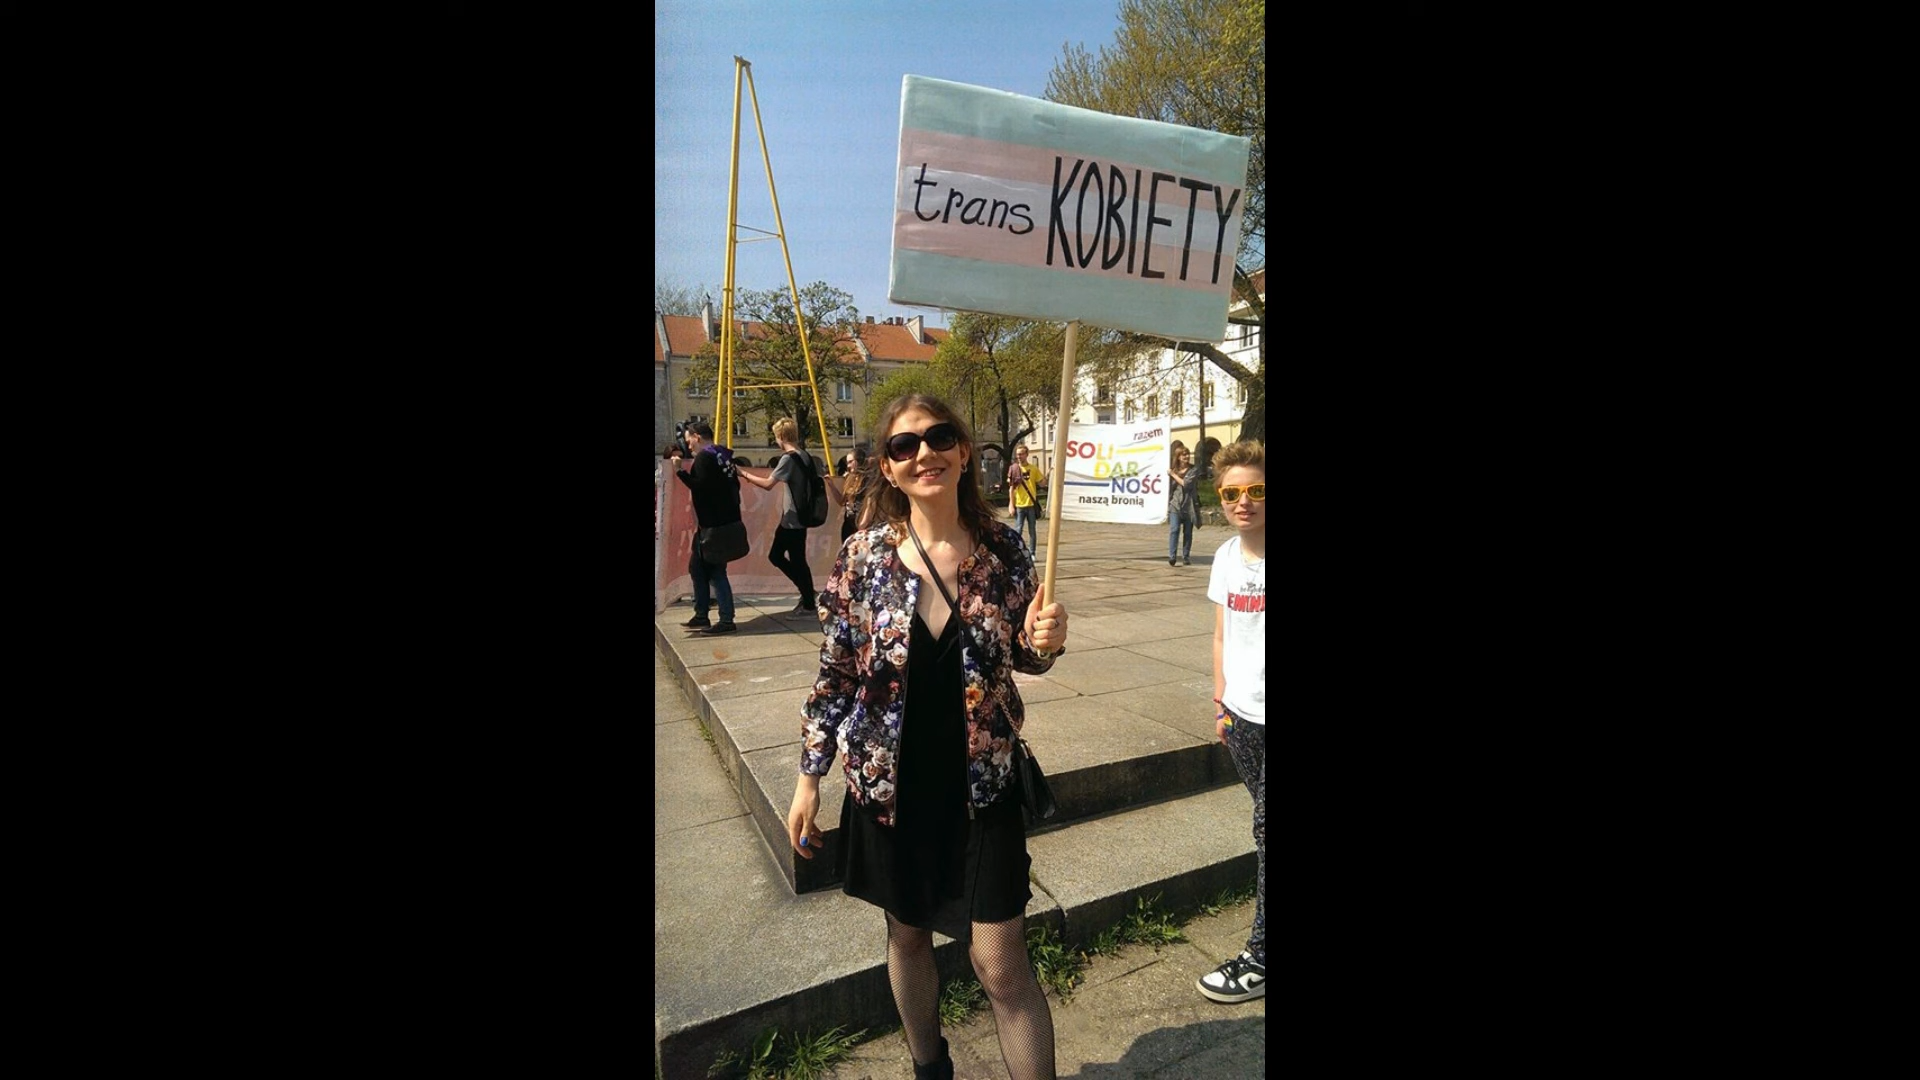 trans KOBIETY
razem
SOLI
DAR
NOŚĆ
naszą bronią